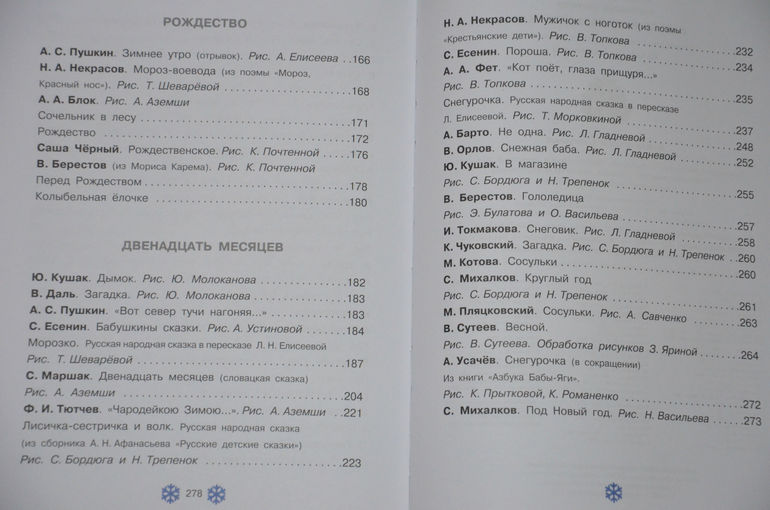 РОЖДЕСТВО
А. С. Пушкин. Зимнее утро (отрывок). Рис. А. Елисеева ..166
Н. А. Некрасов. Мороз-воевода (из поэмы «Мороз,
Красный нос»). Рис. Т. Шеварёвой ....................168
А. А. Блок. Рис. А. Аземши
Сочельник в лесу ....................171
Рождество ....................172
Саша Чёрный. Рождественское. Рис. К. Почтенной ...176
В. Берестов (из Мориса Карема). Рис. К. Почтенной
Перед Рождеством ....................178
Колыбельная ёлочке ....................180
ДВЕНАДЦАТЬ МЕСЯЦЕВ
Ю. Кушак. Дымок. Рис. Ю. Молоканова ............182
В. Даль. Загадка. Рис. Ю. Молоканова ............183
А. С. Пушкин. «Вот север тучи нагоняя...» ............183
С. Есенин. Бабушкины сказки. Рис. А. Устиновой ......184
Морозко. Русская народная сказка в пересказе Л. Н. Елисеевой
Рис. Т. Шеварёвой ....................187
С. Маршак. Двенадцать месяцев (словацкая сказка)
Рис. А. Аземши ....................204
Ф. И. Тютчев. «Чародейкою Зимою...». Рис. А. Аземши ..221
Лисичка-сестричка и волк. Русская народная сказка
(из сборника А. Н. Афанасьева «Русские детские сказки»)
Рис. С. Бордюга и Н. Трепенок ....................223
278
Н. А. Некрасов. Мужичок с ноготок (из поэмы
«Крестьянские дети»). Рис. В. Топкова ............232
С. Есенин. Пороша. Рис. В. Топкова ............234
А. А. Фет. «Кот поёт, глаза прищуря...»
Рис. В. Топкова ....................235
Снегурочка. Русская народная сказка в пересказе
Л. Елисеевой. Рис. Т. Морковкиной ............237
А. Барто. Не одна. Рис. Л. Гладневой ............248
В. Орлов. Снежная баба. Рис. Л. Гладневой ........252
Ю. Кушак. В магазине
Рис. С. Бордюга и Н. Трепенок ............255
В. Берестов. Гололедица
Рис. Э. Булатова и О. Васильева ............257
И. Токмакова. Снеговик. Рис. Л. Гладневой ........258
К. Чуковский. Загадка. Рис. С. Бордюга и Н. Трепенок ..260
М. Котова. Сосульки ....................260
С. Михалков. Круглый год
Рис. С. Бордюга и Н. Трепенок ............261
М. Пляцковский. Сосульки. Рис. А. Савченко ......263
В. Сутеев. Весной.
Рис. В. Сутеева. Обработка рисунков З. Яриной ....264
А. Усачёв. Снегурочка (в сокращении)
Из книги «Азбука Бабы-Яги».
Рис. К. Прытковой, К. Романенко ............272
С. Михалков. Под Новый год. Рис. Н. Васильева ....273